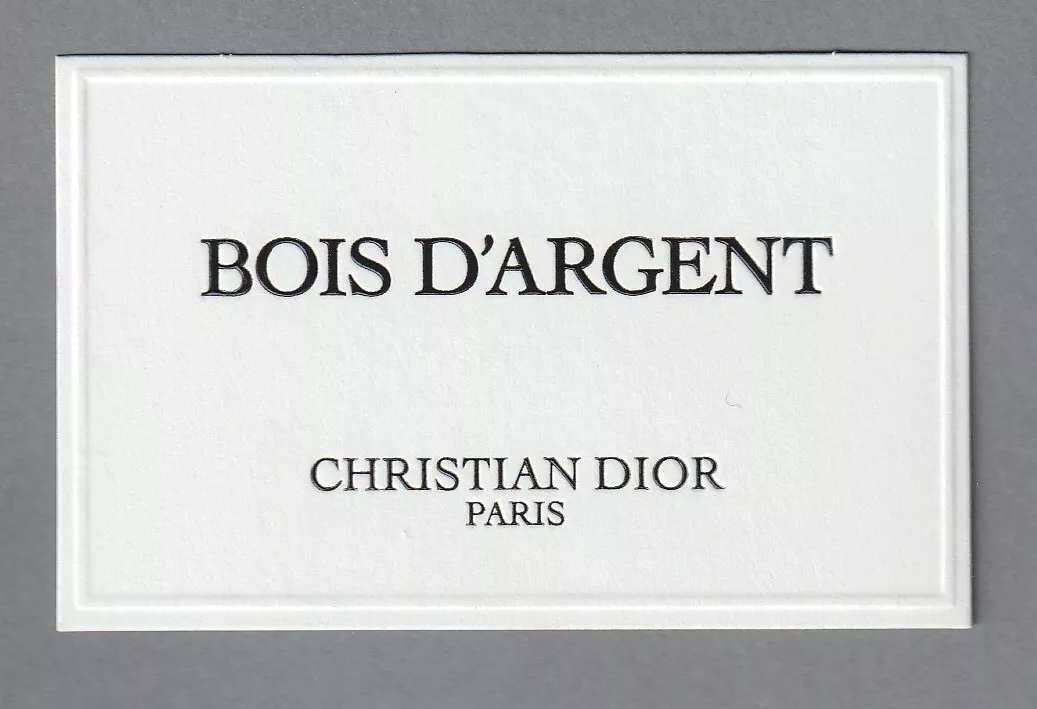 BOIS D'ARGENT
CHRISTIAN DIOR
PARIS